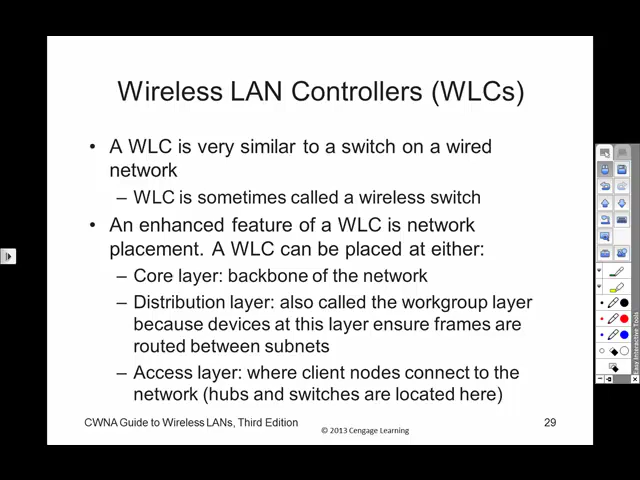 Wireless LAN Controllers (WLCs)
• A WLC is very similar to a switch on a wired
network
– WLC is sometimes called a wireless switch
• An enhanced feature of a WLC is network
placement. A WLC can be placed at either:
– Core layer: backbone of the network
– Distribution layer: also called the workgroup layer
because devices at this layer ensure frames are
routed between subnets
– Access layer: where client nodes connect to the
network (hubs and switches are located here)
CWNA Guide to Wireless LANs, Third Edition
© 2013 Cengage Learning
29
Easy Interactive Tools